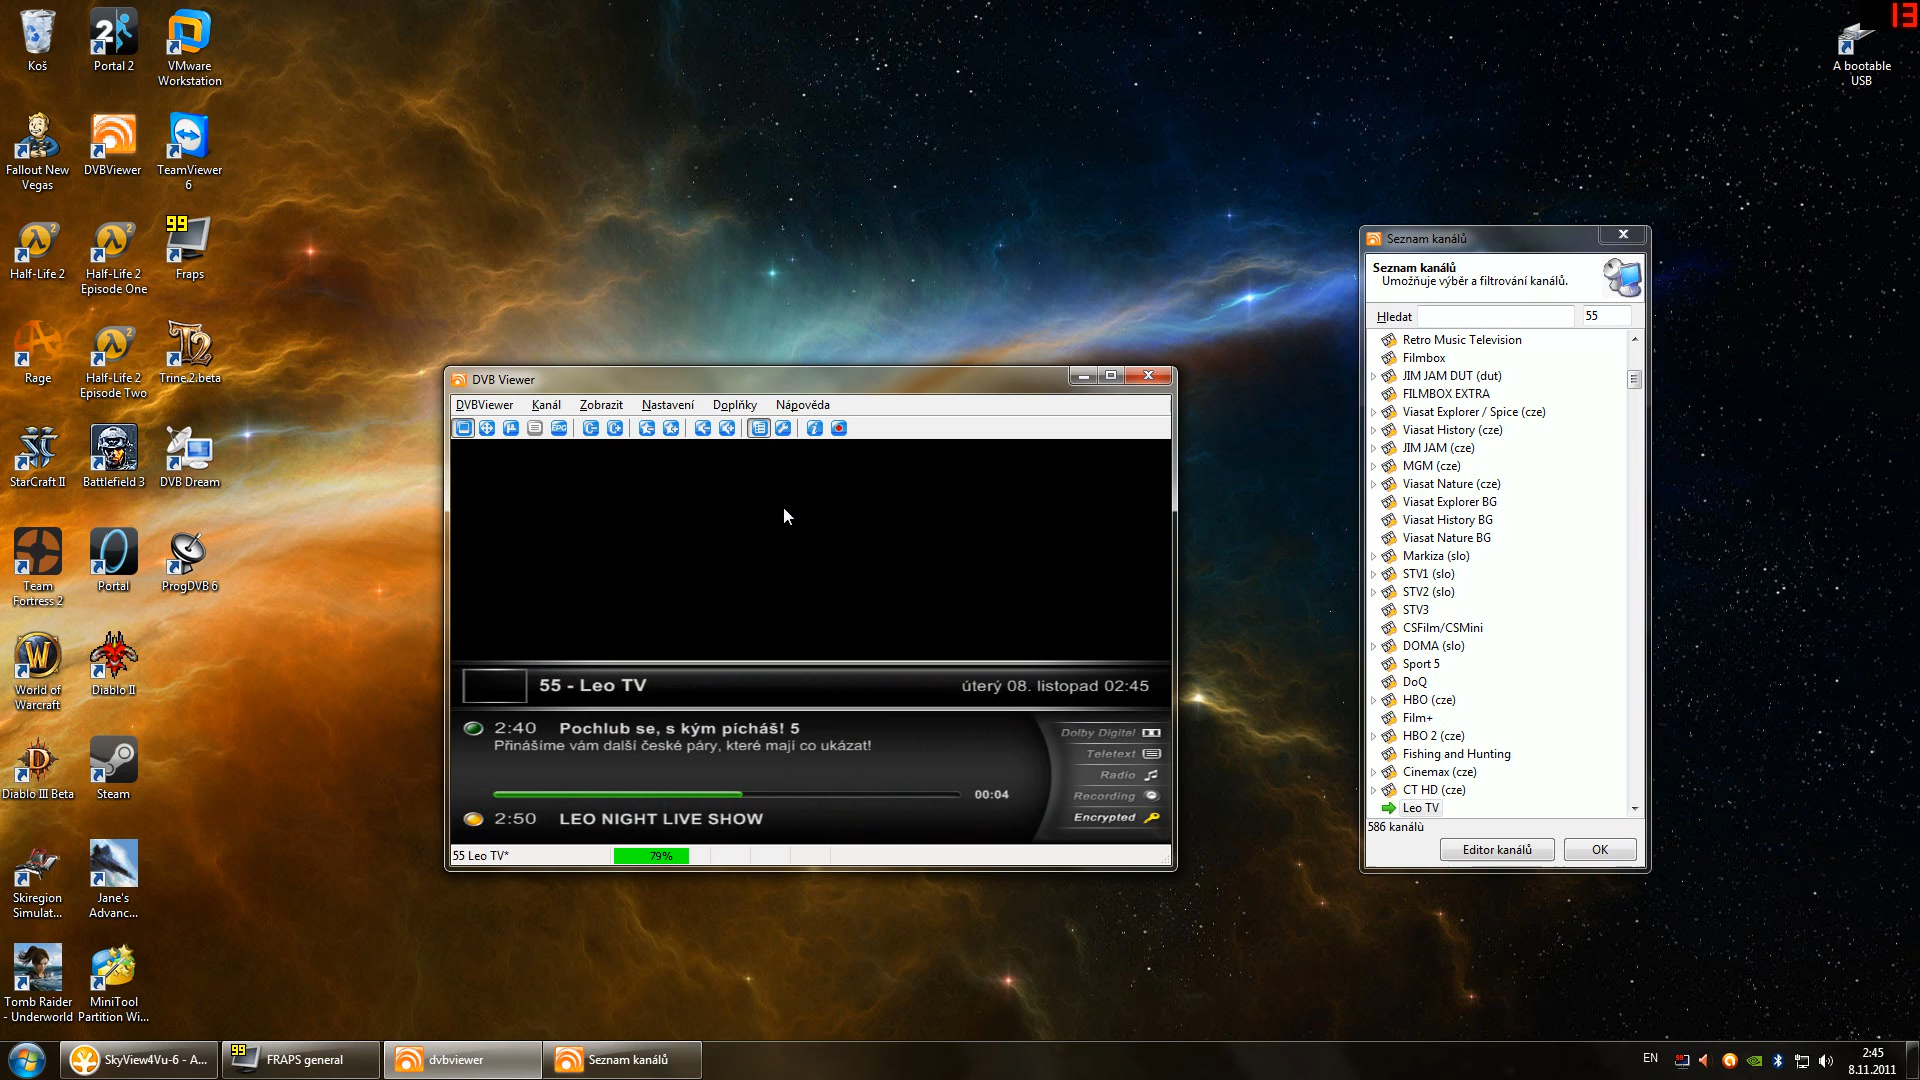 Koš
Portal 2
VMware
Workstation
Fallout New
Vegas
DVBViewer
TeamViewer
6
99
Half-Life 2
Half-Life 2
Episode One
Fraps
Rage
Half-Life 2
Episode Two
Trine.2.beta
StarCraft II
Battlefield 3
DVB Dream
Team
Fortress 2
Portal
ProgDVB 6
World of
Warcraft
Diablo II
Diablo III Beta
Steam
Skiregion
Simulat...
Jane's
Advanc...
Tomb Raider
- Underworld
MiniTool
Partition Wi...
13
A bootable
USB
DVB Viewer
DVBViewer Kanál Zobrazit Nastavení Doplňky Nápověda
EPG
55 - Leo TV
úterý 08. listopad 02:45
2:40 Pochlub se, s kým pícháš! 5
Přinášíme vám další české páry, které mají co ukázat!
00:04
2:50 LEO NIGHT LIVE SHOW
Dolby Digital
Teletext
Radio
Recording
Encrypted
55 Leo TV*
79%
Seznam kanálů
Seznam kanálů
Umožňuje výběr a filtrování kanálů.
Hledat
55
Retro Music Television
Filmbox
JIM JAM DUT (dut)
FILMBOX EXTRA
Viasat Explorer / Spice (cze)
Viasat History (cze)
JIM JAM (cze)
MGM (cze)
Viasat Nature (cze)
Viasat Explorer BG
Viasat History BG
Viasat Nature BG
Markiza (slo)
STV1 (slo)
STV2 (slo)
STV3
CSFilm/CSMini
DOMA (slo)
Sport 5
DoQ
HBO (cze)
Film+
HBO 2 (cze)
Fishing and Hunting
Cinemax (cze)
CT HD (cze)
Leo TV
586 kanálů
Editor kanálů
OK
SkyView4Vu-6 - A...
99
FRAPS general
dvbviewer
Seznam kanálů
EN
2:45
8.11.2011